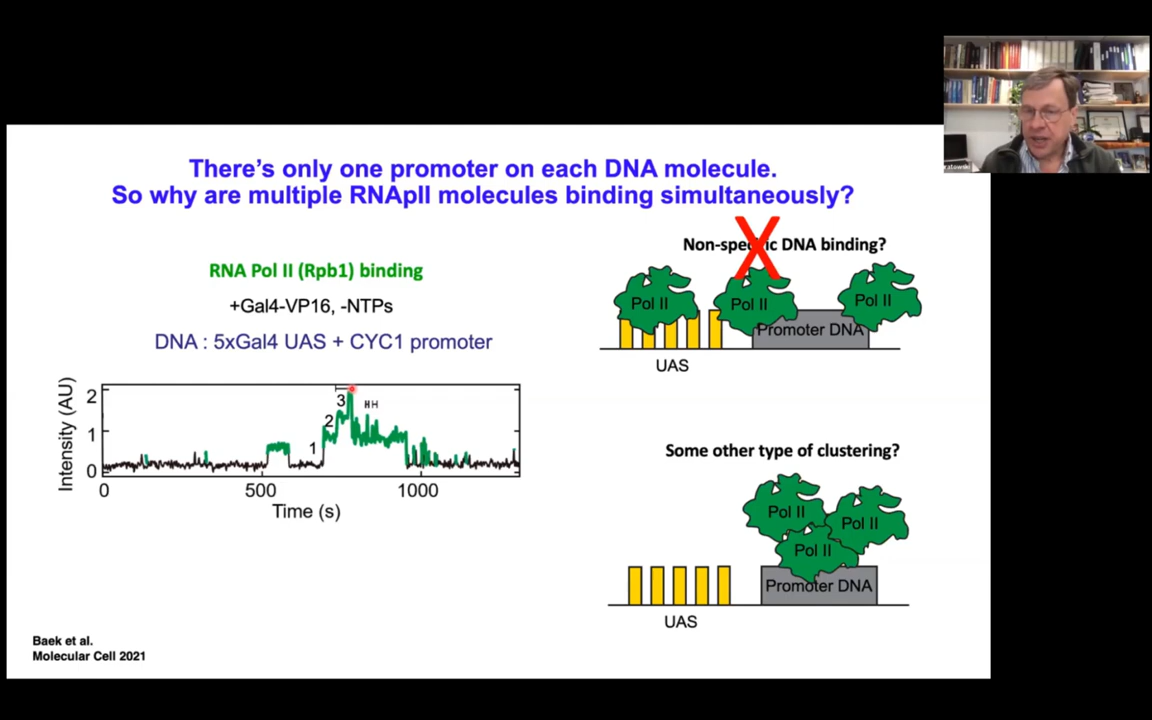 There's only one promoter on each DNA molecule.
So why are multiple RNApII molecules binding simultaneously?
RNA Pol II (Rpb1) binding
+Gal4-VP16, -NTPs
DNA : 5xGal4 UAS + CYC1 promoter
Intensity (AU)
2
1
0
1
2
3
0
500
1000
Time (s)
Non-specific DNA binding?
X
Pol II
Pol II
Pol II
Promoter DNA
UAS
Some other type of clustering?
Pol II
Pol II
Pol II
Promoter DNA
UAS
Baek et al.
Molecular Cell 2021
ratowski